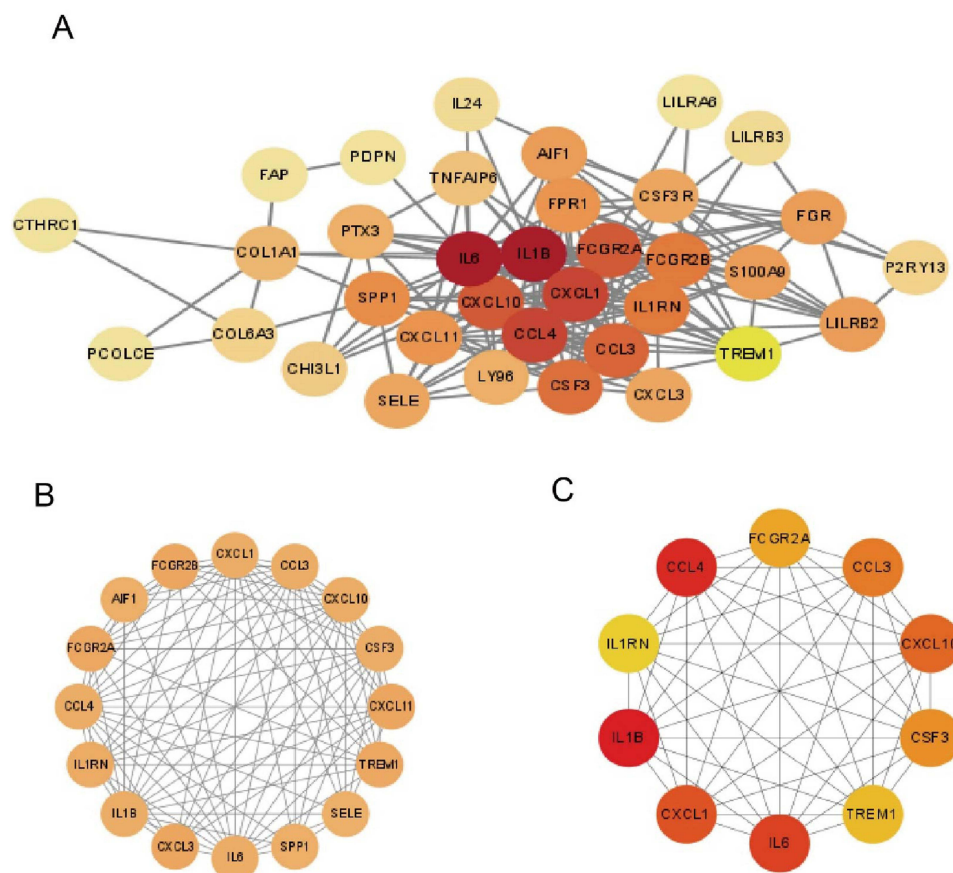 A
IL24
LILRA6
LILRB3
PDPN
AIF1
FAP
TNFAIP6
CSF3R
FPR1
FGR
CTHRC1
PTX3
COL1A1
IL6
IL1B
FCGR2A
FCGR2B
S100A9
P2RY13
SPP1
CXCL10
CXCL1
IL1RN
LILRB2
COL6A3
CXCL11
CCL4
CCL3
TREM1
PCOLCE
CHI3L1
LY96
CSF3
CXCL3
SELE
B
CXCL1
FCGR2B
CCL3
AIF1
CXCL10
FCGR2A
CSF3
CCL4
CXCL11
IL1RN
TREM1
IL1B
SELE
CXCL3
IL6
SPP1
C
FCGR2A
CCL4
CCL3
IL1RN
CXCL10
IL1B
CSF3
CXCL1
TREM1
IL6